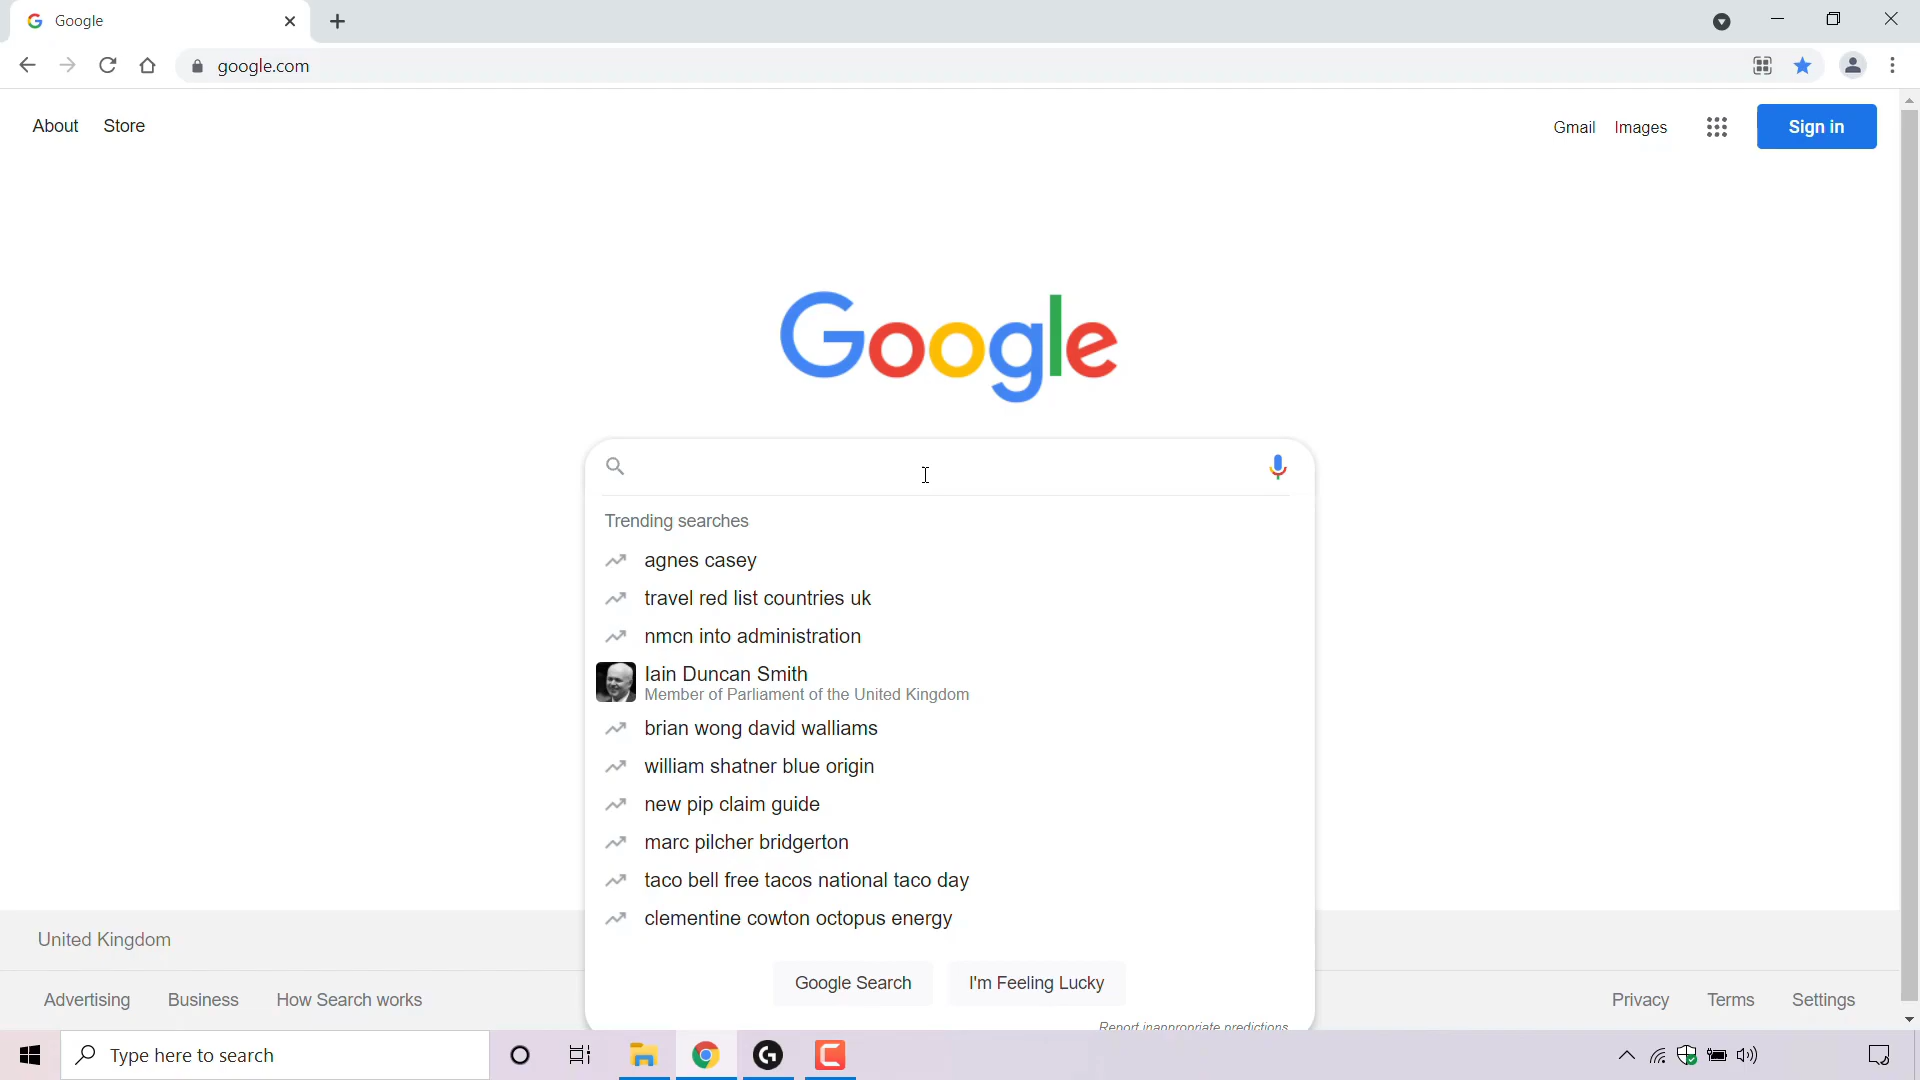 Google
google.com
About Store
Gmail Images Sign in
Google
Trending searches
agnes casey
travel red list countries uk
nmcn into administration
Iain Duncan Smith
Member of Parliament of the United Kingdom
brian wong david walliams
william shatner blue origin
new pip claim guide
marc pilcher bridgerton
taco bell free tacos national taco day
clementine cowton octopus energy
Google Search I'm Feeling Lucky
Report inappropriate predictions
United Kingdom
Advertising Business How Search works
Privacy Terms Settings
Type here to search